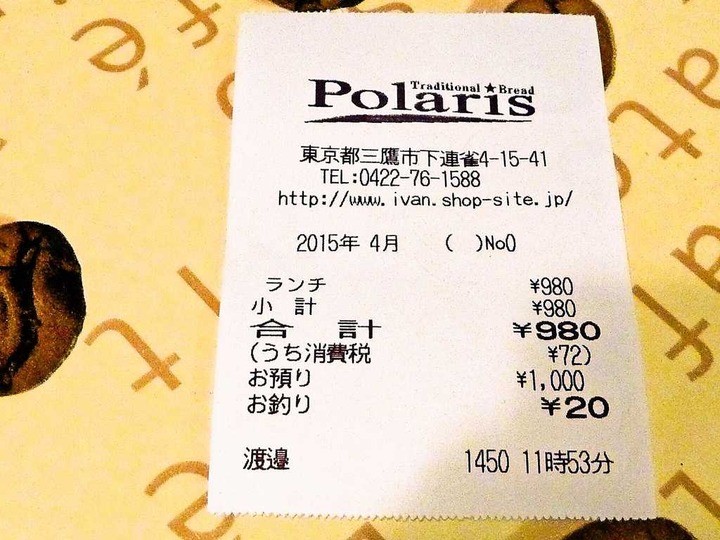 Traditional ★ Bread
Polaris
東京都三鷹市下連雀4-15-41
TEL:0422-76-1588
http://www.ivan.shop-site.jp/
2015年 4月 ( )No0
ランチ ¥980
小 計 ¥980
合 計 ¥980
(うち消費税 ¥72)
お預り ¥1,000
お釣り ¥20
渡邉 1450 11時53分